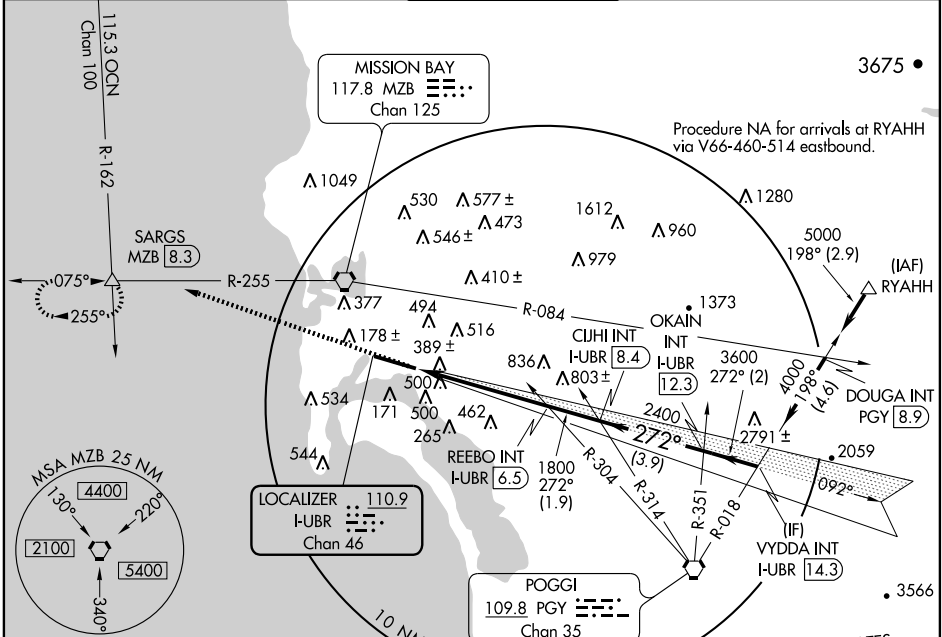 115.3 OCN
Chan 100
R-162
MISSION BAY
117.8 MZB
Chan 125
3675
Procedure NA for arrivals at RYAHH
via V66-460-514 eastbound.
1049
530
577 ±
473
546 ±
1612
960
1280
979
410 ±
5000
198° (2.9)
(IAF)
RYAHH
SARGS
MZB 8.3
075°
255°
R-255
R-084
377
494
178 ±
516
389 ±
1373
OKAIN
INT
I-UBR
12.3
CIJHI INT
I-UBR 8.4
836
803 ±
3600
272° (2)
4000
198°
(4.6)
DOUGA INT
PGY 8.9
534
171
500
500
265
462
544
2400
272°
(3.9)
2791 ±
2059
092°
REEBO INT
I-UBR 6.5
1800
272°
(1.9)
R-304
R-314
R-351
R-018
(IF)
VYDDA INT
I-UBR 14.3
LOCALIZER 110.9
I-UBR
Chan 46
MSA MZB 25 NM
130°
4400
220°
2100
5400
340°
POGGI
109.8 PGY
Chan 35
3566
10 NM